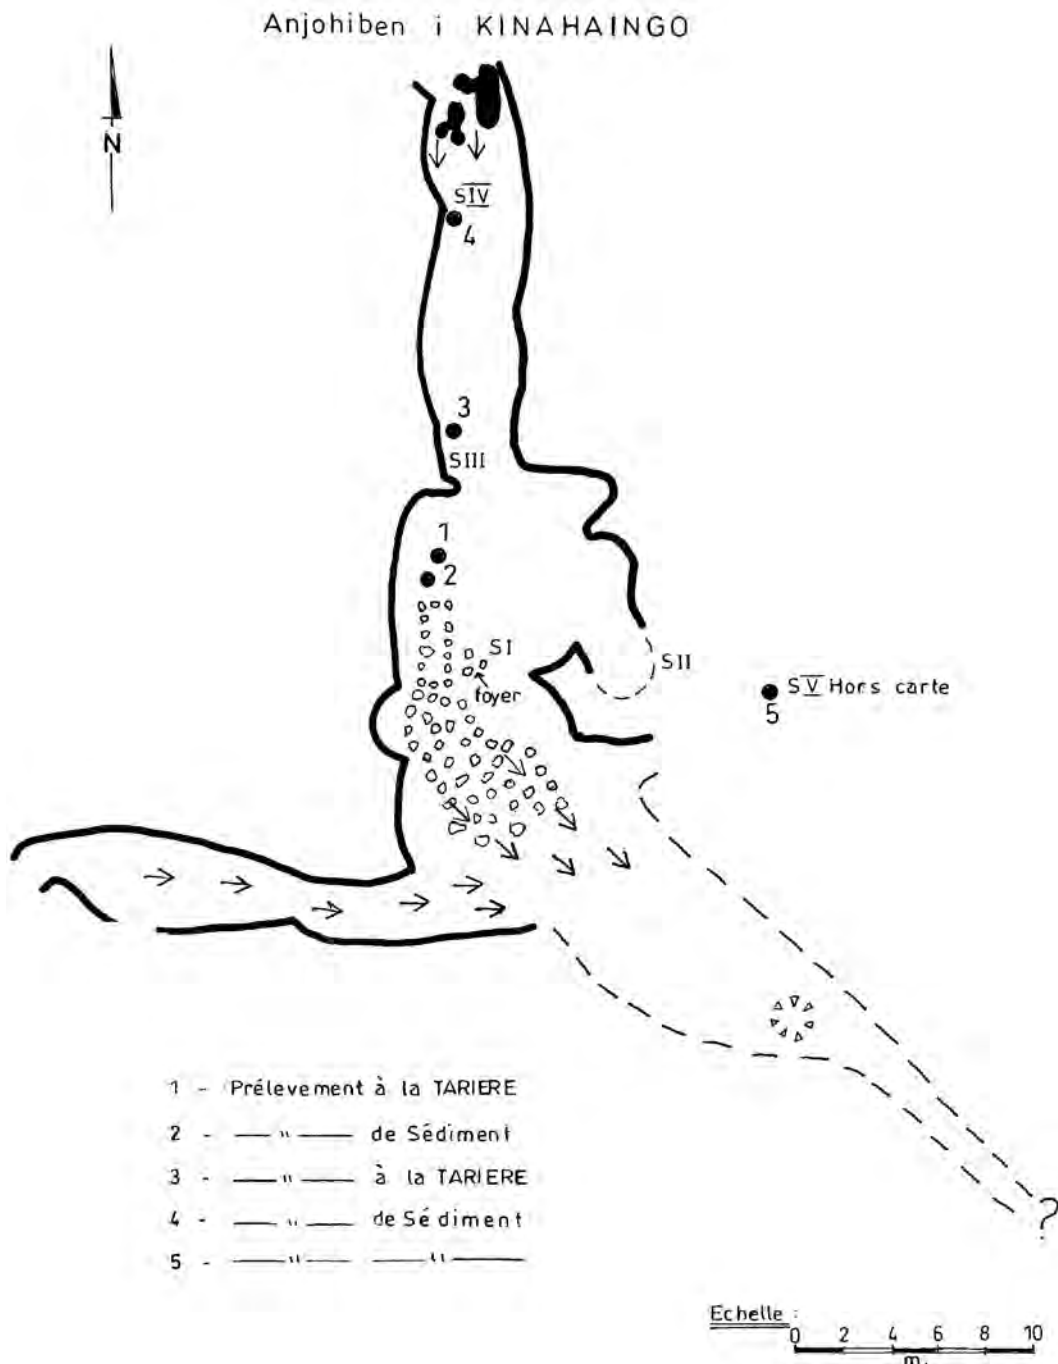 Anjohiben i KINAHAINGO
N
SIV
4
3
SIII
1
2
SI
foyer
SII
SV Hors carte
5
1 - Prélevement à la TARIERE
2 - —— " —— de Sédiment
3 - —— " —— à la TARIERE
4 - —— " —— de Sédiment
5 - —— " —— —— " ——
?
Echelle :
0 2 4 6 8 10
m.